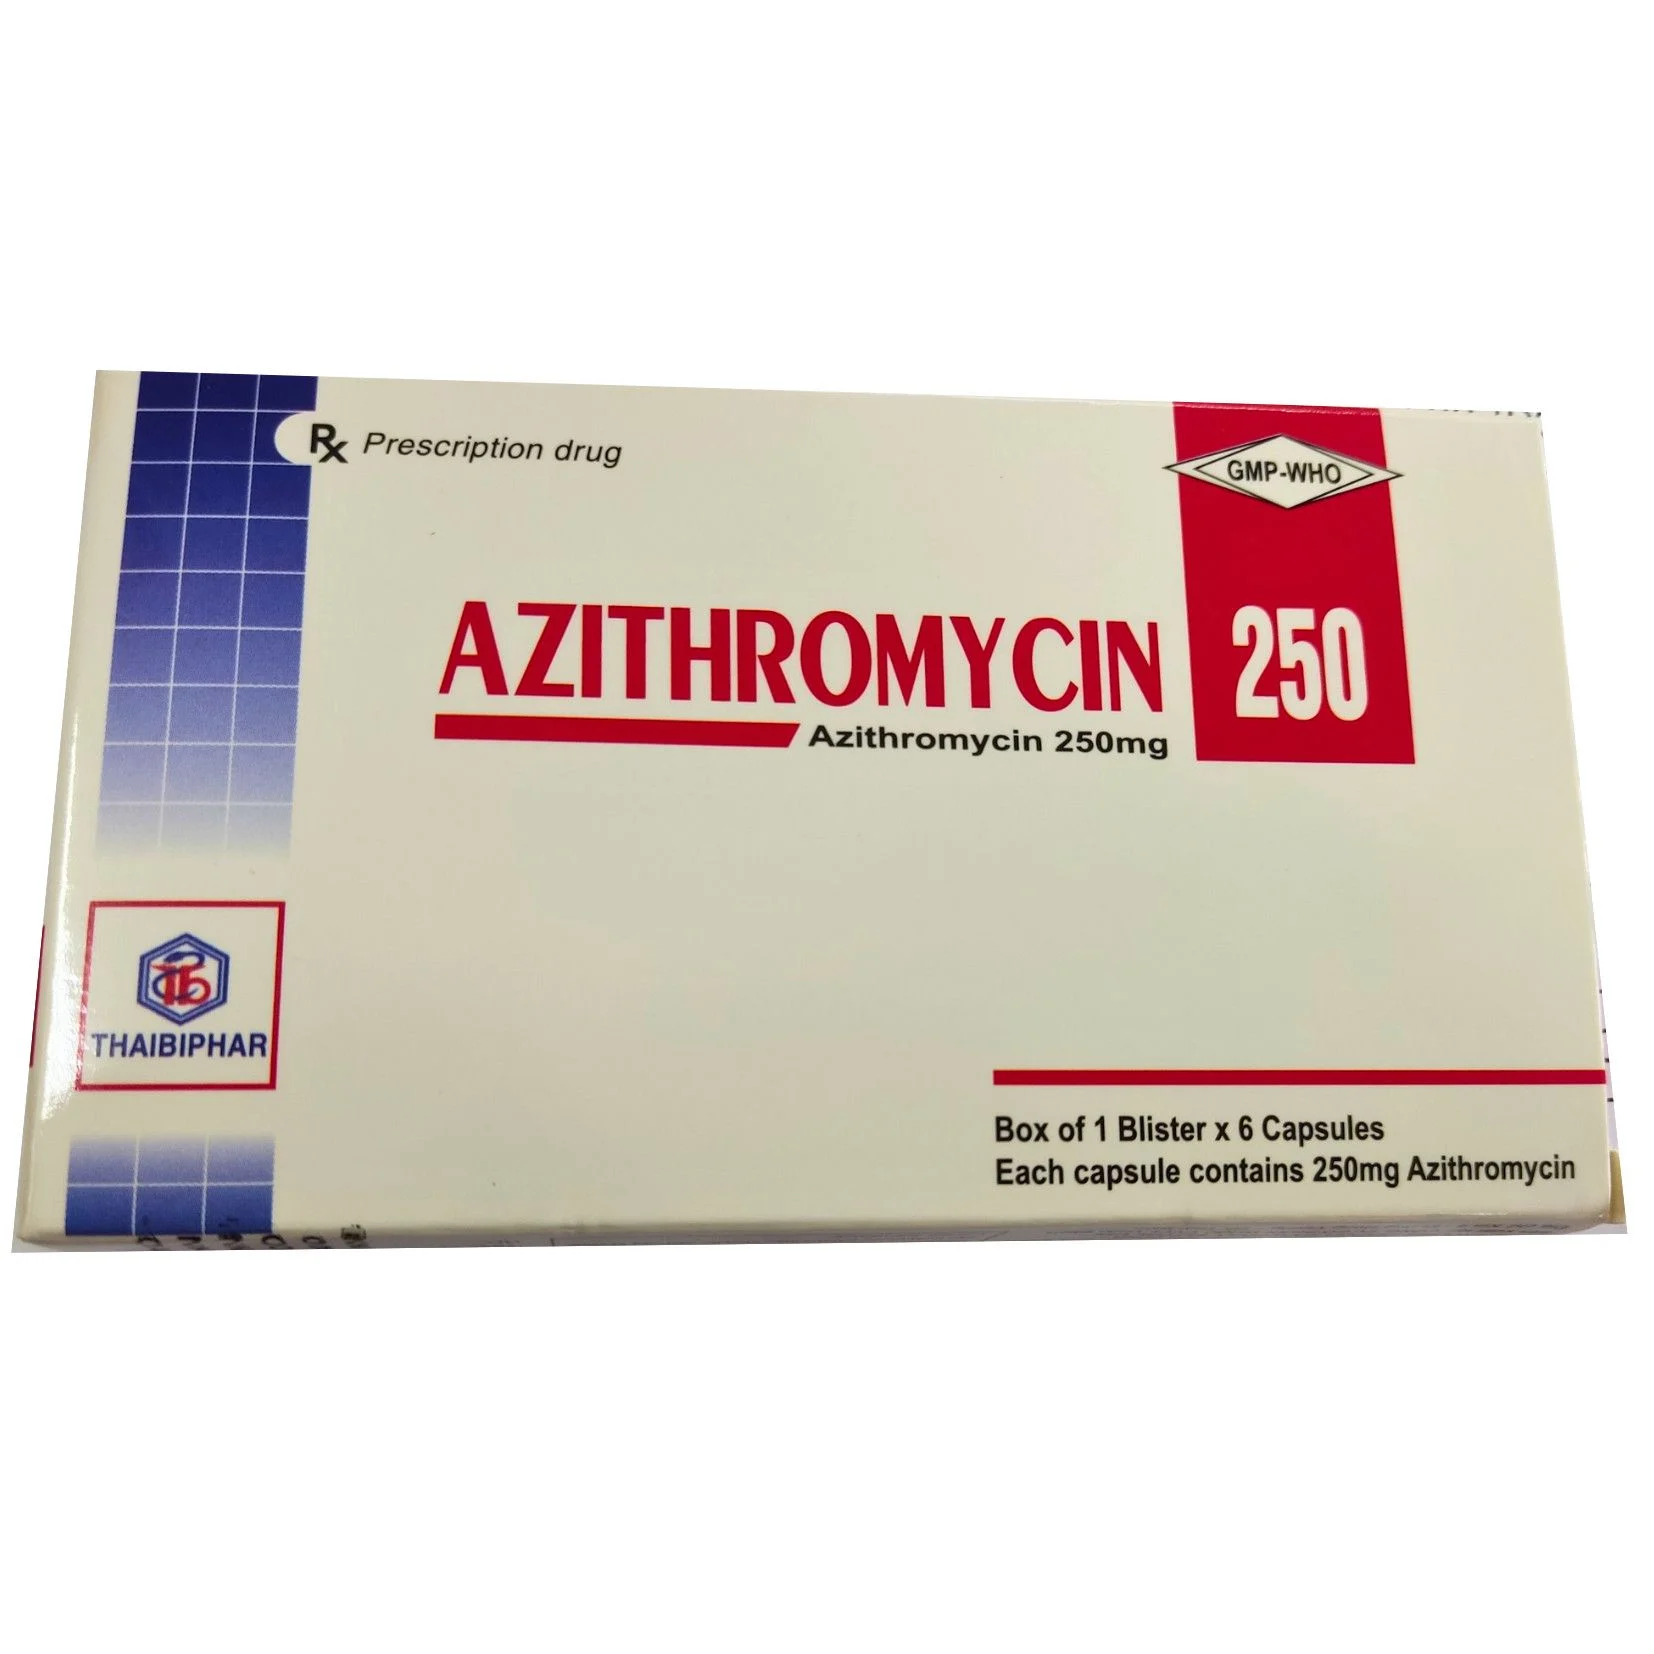 Rx Prescription drug
GMP-WHO
AZITHROMYCIN 250
Azithromycin 250mg
THAIBIPHAR
Box of 1 Blister x 6 Capsules
Each capsule contains 250mg Azithromycin